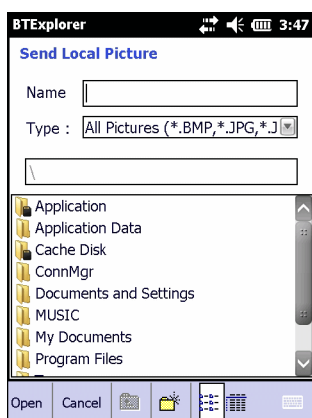 BTExplorer 3:47
Send Local Picture
Name
Type : All Pictures (*.BMP,*.JPG,*.J
\
Application
Application Data
Cache Disk
ConnMgr
Documents and Settings
MUSIC
My Documents
Program Files
Open Cancel